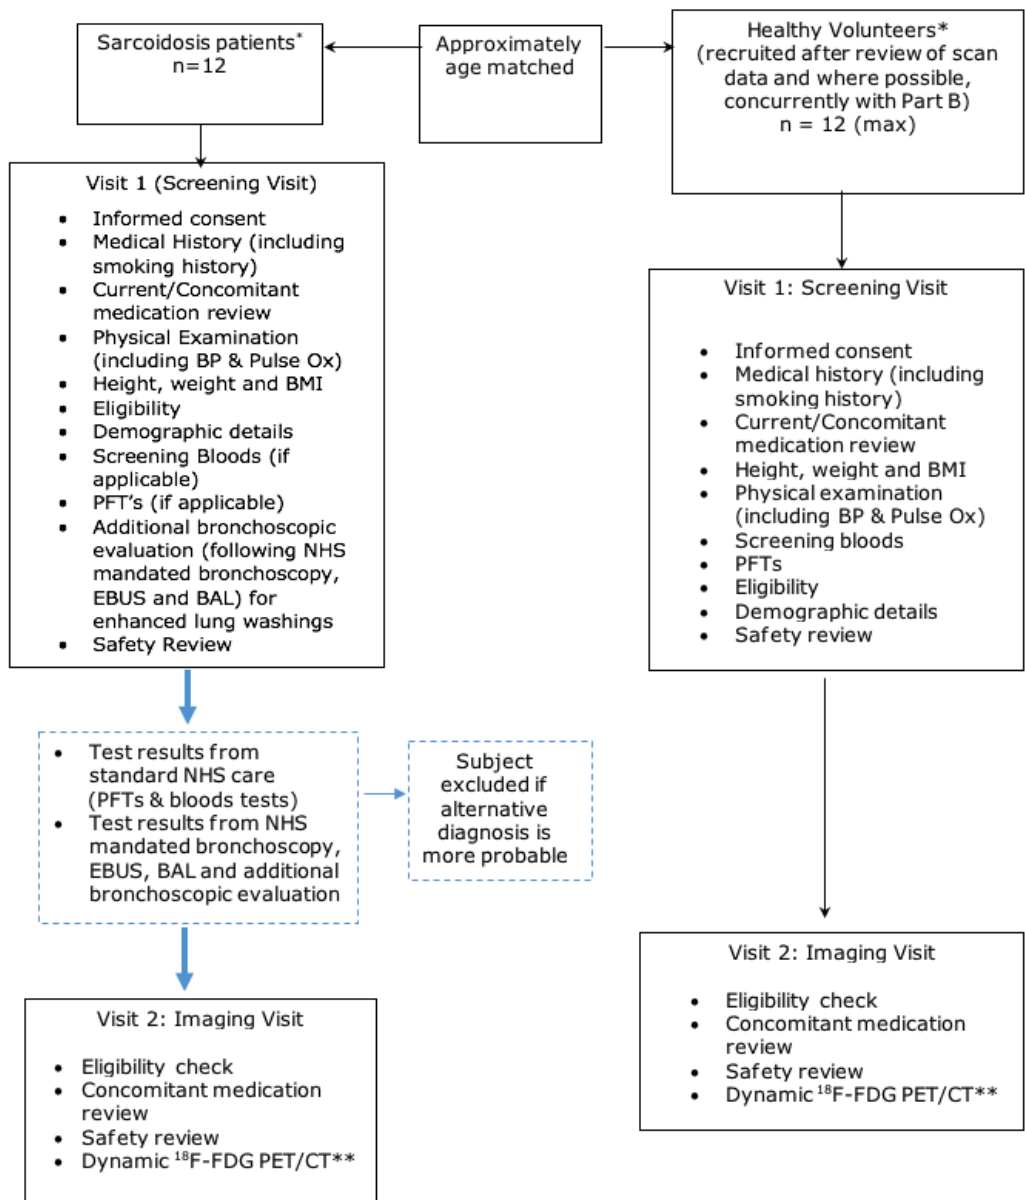 Sarcoidosis patients*
n=12
Approximately
age matched
Healthy Volunteers*
(recruited after review of scan
data and where possible,
concurrently with Part B)
n = 12 (max)
Visit 1 (Screening Visit)
• Informed consent
• Medical History (including
smoking history)
• Current/Concomitant
medication review
• Physical Examination
(including BP & Pulse Ox)
• Height, weight and BMI
• Eligibility
• Demographic details
• Screening Bloods (if
applicable)
• PFT's (if applicable)
• Additional bronchoscopic
evaluation (following NHS
mandated bronchoscopy,
EBUS and BAL) for
enhanced lung washings
• Safety Review
Visit 1: Screening Visit
• Informed consent
• Medical history (including
smoking history)
• Current/Concomitant
medication review
• Height, weight and BMI
• Physical examination
(including BP & Pulse Ox)
• Screening bloods
• PFTs
• Eligibility
• Demographic details
• Safety review
• Test results from
standard NHS care
(PFTs & bloods tests)
• Test results from NHS
mandated bronchoscopy,
EBUS, BAL and additional
bronchoscopic evaluation
Subject
excluded if
alternative
diagnosis is
more probable
Visit 2: Imaging Visit
• Eligibility check
• Concomitant medication
review
• Safety review
• Dynamic ¹⁸F-FDG PET/CT**
Visit 2: Imaging Visit
• Eligibility check
• Concomitant medication
review
• Safety review
• Dynamic ¹⁸F-FDG PET/CT**